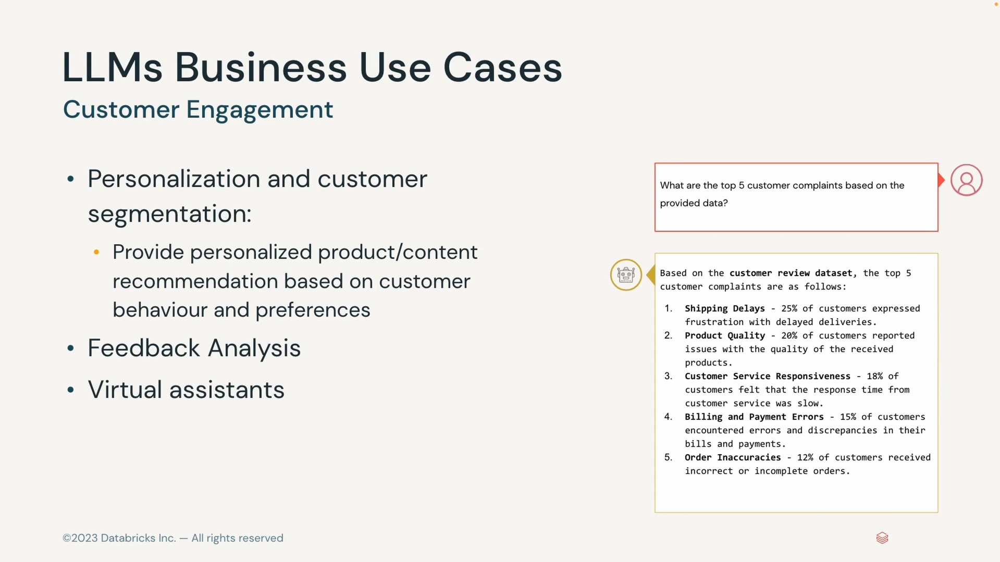 LLMs Business Use Cases
Customer Engagement
• Personalization and customer
segmentation:
• Provide personalized product/content
recommendation based on customer
behaviour and preferences
• Feedback Analysis
• Virtual assistants
What are the top 5 customer complaints based on the
provided data?
Based on the customer review dataset, the top 5
customer complaints are as follows:
1. Shipping Delays - 25% of customers expressed
frustration with delayed deliveries.
2. Product Quality - 20% of customers reported
issues with the quality of the received
products.
3. Customer Service Responsiveness - 18% of
customers felt that the response time from
customer service was slow.
4. Billing and Payment Errors - 15% of customers
encountered errors and discrepancies in their
bills and payments.
5. Order Inaccuracies - 12% of customers received
incorrect or incomplete orders.
©2023 Databricks Inc. — All rights reserved